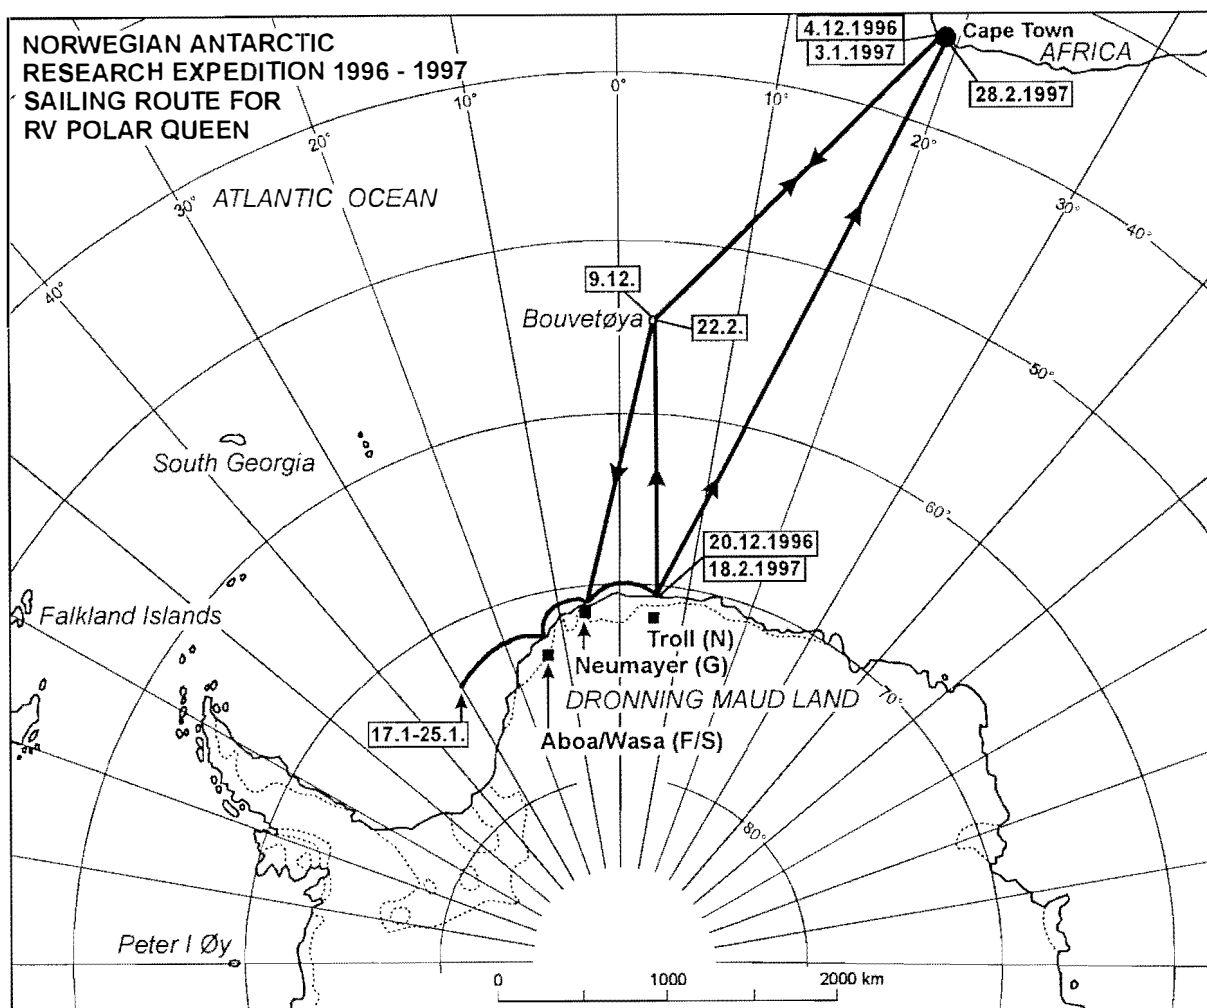 NORWEGIAN ANTARCTIC
RESEARCH EXPEDITION 1996 - 1997
SAILING ROUTE FOR
RV POLAR QUEEN
4.12.1996
3.1.1997
Cape Town
AFRICA
28.2.1997
0°
10°
10°
20°
20°
30°
30°
40°
40°
ATLANTIC OCEAN
9.12.
Bouvetøya
22.2.
50°
South Georgia
60°
20.12.1996
18.2.1997
Falkland Islands
Troll (N)
Neumayer (G)
DRONNING MAUD LAND
70°
17.1-25.1.
Aboa/Wasa (F/S)
80°
Peter I Øy
0 1000 2000 km